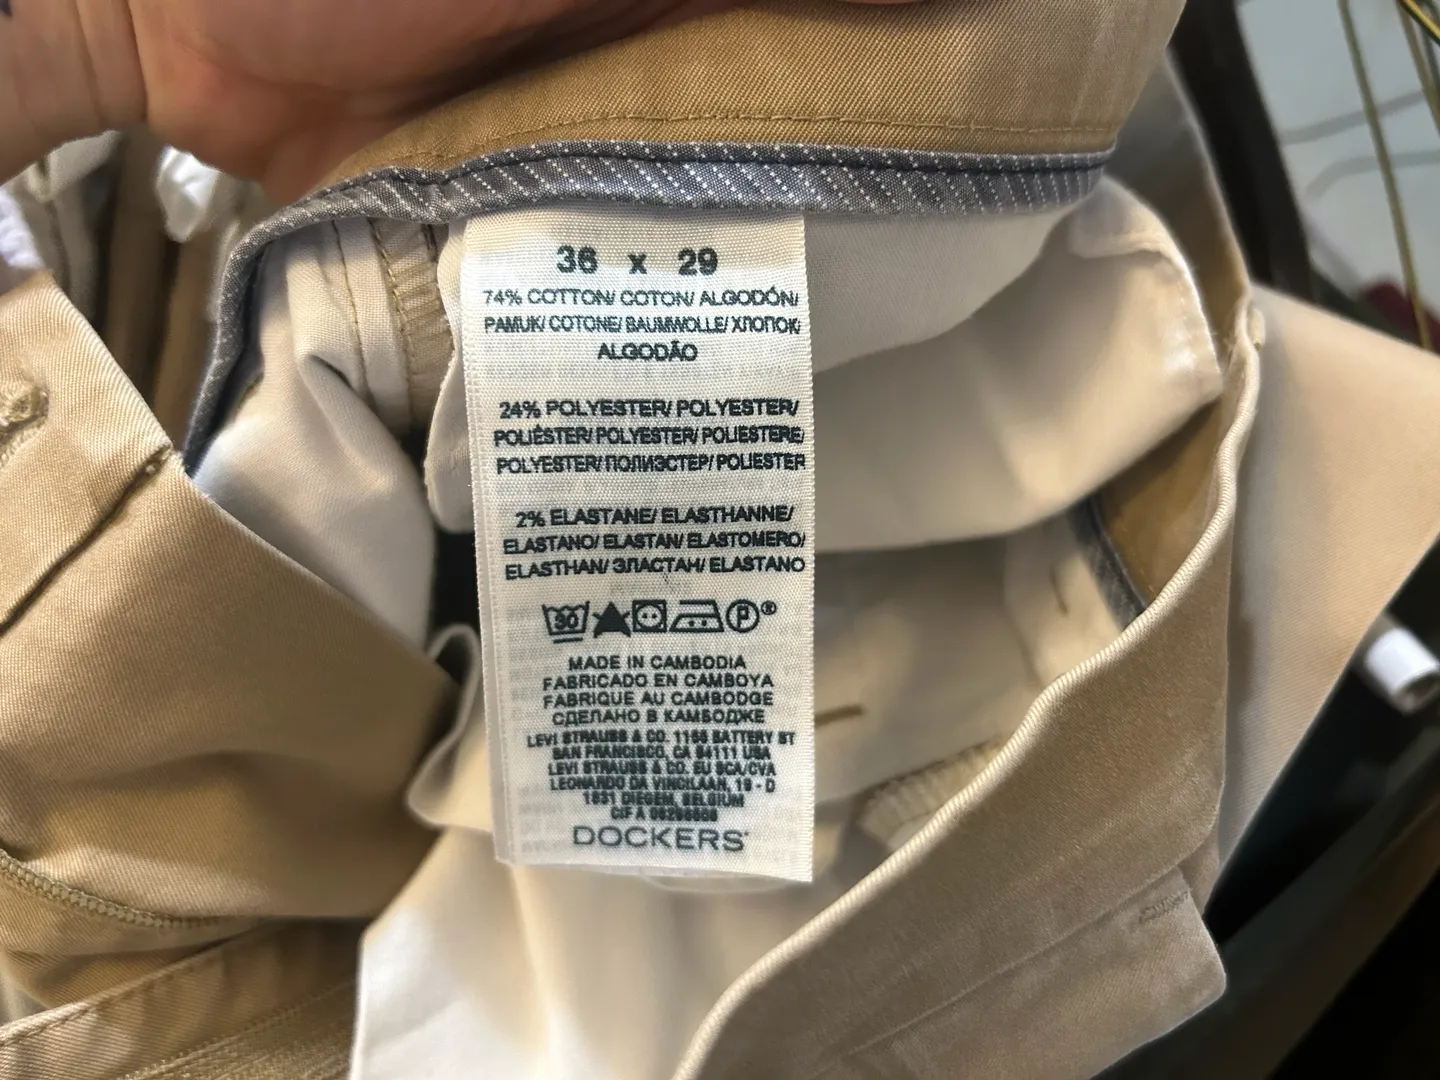 36 x 29
74% COTTON/ COTON/ ALGODÓN/
PAMUK/ COTONE/ BAUMWOLLE/ ХЛОПОК/
ALGODÃO
24% POLYESTER/ POLYESTER/
POLIÉSTER/ POLYESTER/ POLIESTERE/
POLYESTER/ ПОЛИЭСТЕР/ POLIESTER
2% ELASTANE/ ELASTHANNE/
ELASTANO/ ELASTAN/ ELASTOMERO/
ELASTHAN/ ЭЛАСТАН/ ELASTANO
30 P ®
MADE IN CAMBODIA
FABRICADO EN CAMBOYA
FABRIQUE AU CAMBODGE
СДЕЛАНО В КАМБОДЖЕ
LEVI STRAUSS & CO. 1155 BATTERY ST
SAN FRANCISCO, CA 94111 USA
LEVI STRAUSS & CO. EU SCA/CVA
LEONARDO DA VINCILAAN, 19 - D
1831 DIEGEM, BELGIUM
CIF A
DOCKERS